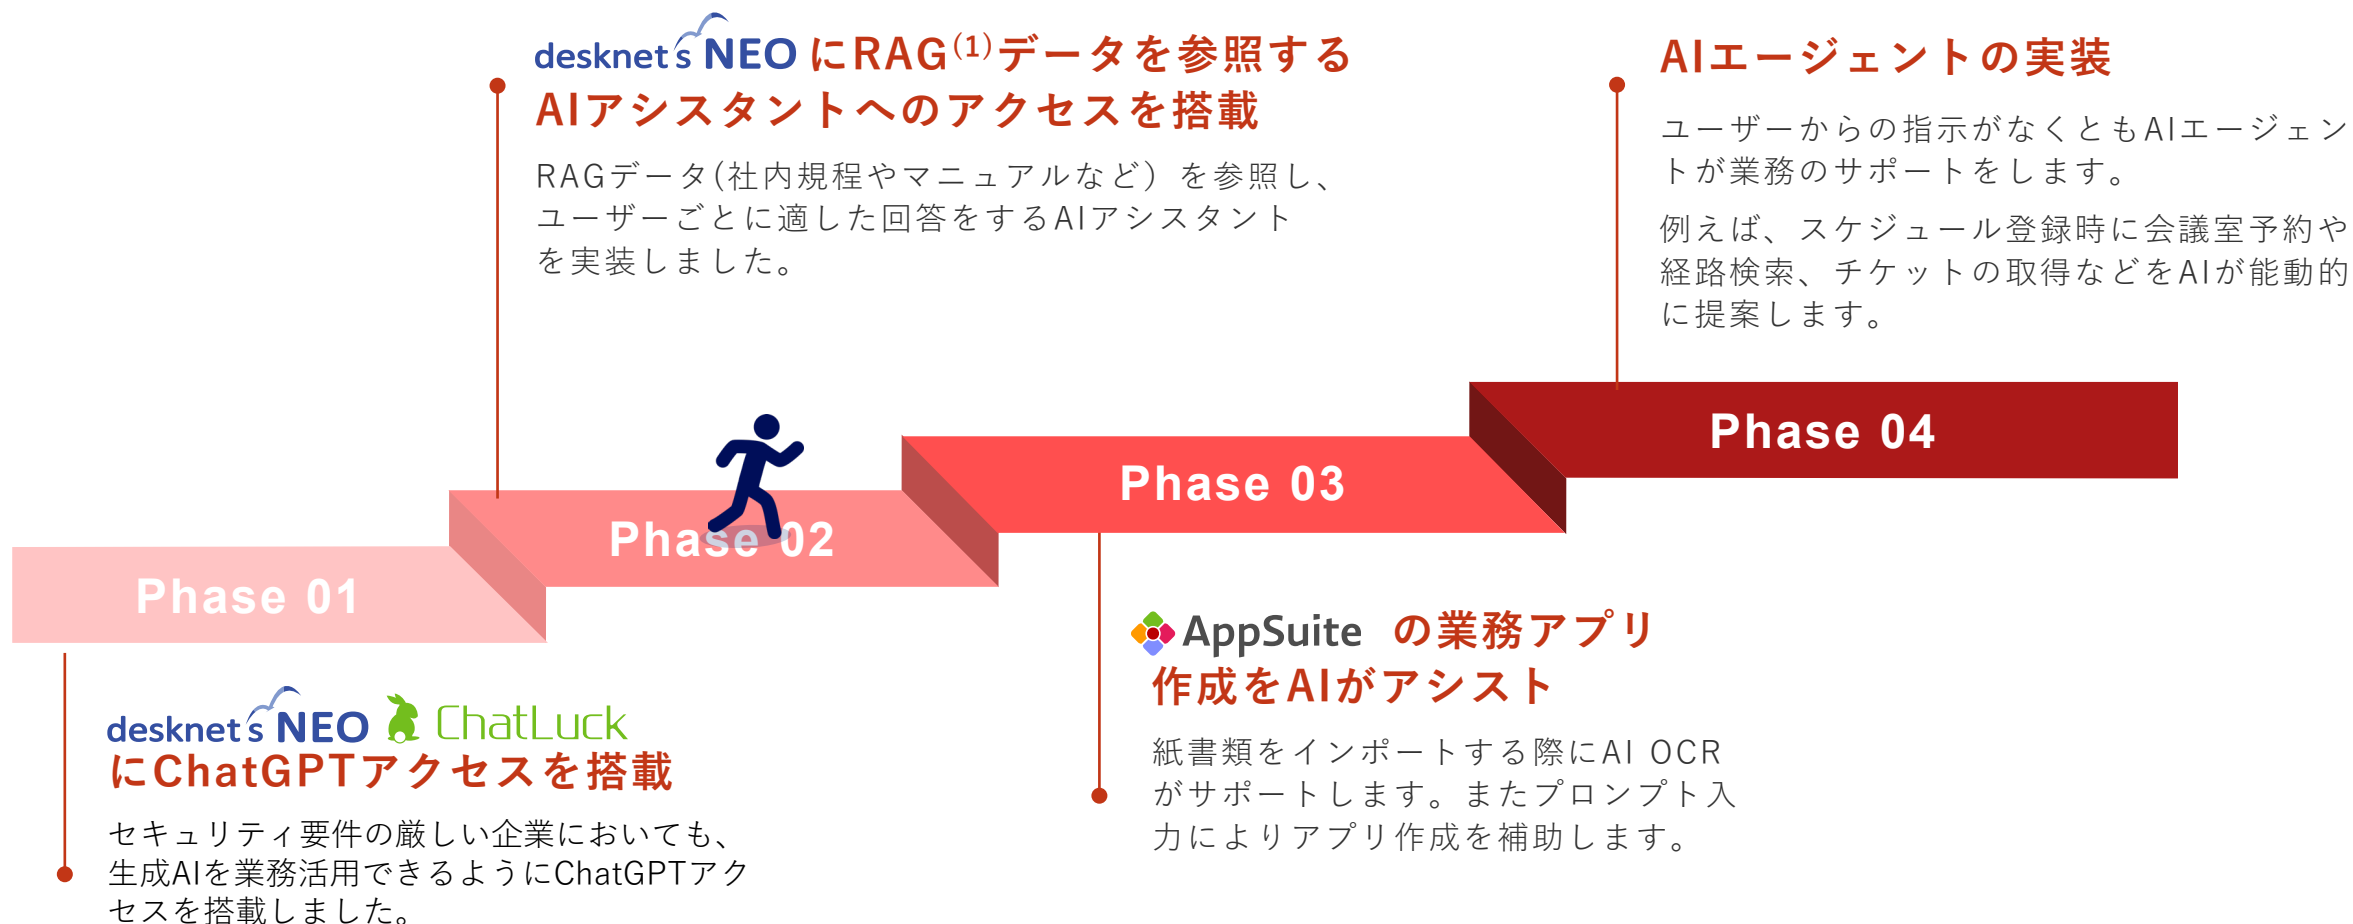 desknet's NEO にRAG(1)データを参照する
AIアシスタントへのアクセスを搭載
RAGデータ(社内規程やマニュアルなど）を参照し、
ユーザーごとに適した回答をするAIアシスタント
を実装しました。
AIエージェントの実装
ユーザーからの指示がなくともAIエージェン
トが業務のサポートをします。
例えば、スケジュール登録時に会議室予約や
経路検索、チケットの取得などをAIが能動的
に提案します。
Phase 01
Phase 02
Phase 03
Phase 04
desknet's NEO ChatLuck
にChatGPTアクセスを搭載
セキュリティ要件の厳しい企業においても、
生成AIを業務活用できるようにChatGPTアク
セスを搭載しました。
AppSuite の業務アプリ
作成をAIがアシスト
紙書類をインポートする際にAI OCR
がサポートします。またプロンプト入
力によりアプリ作成を補助します。